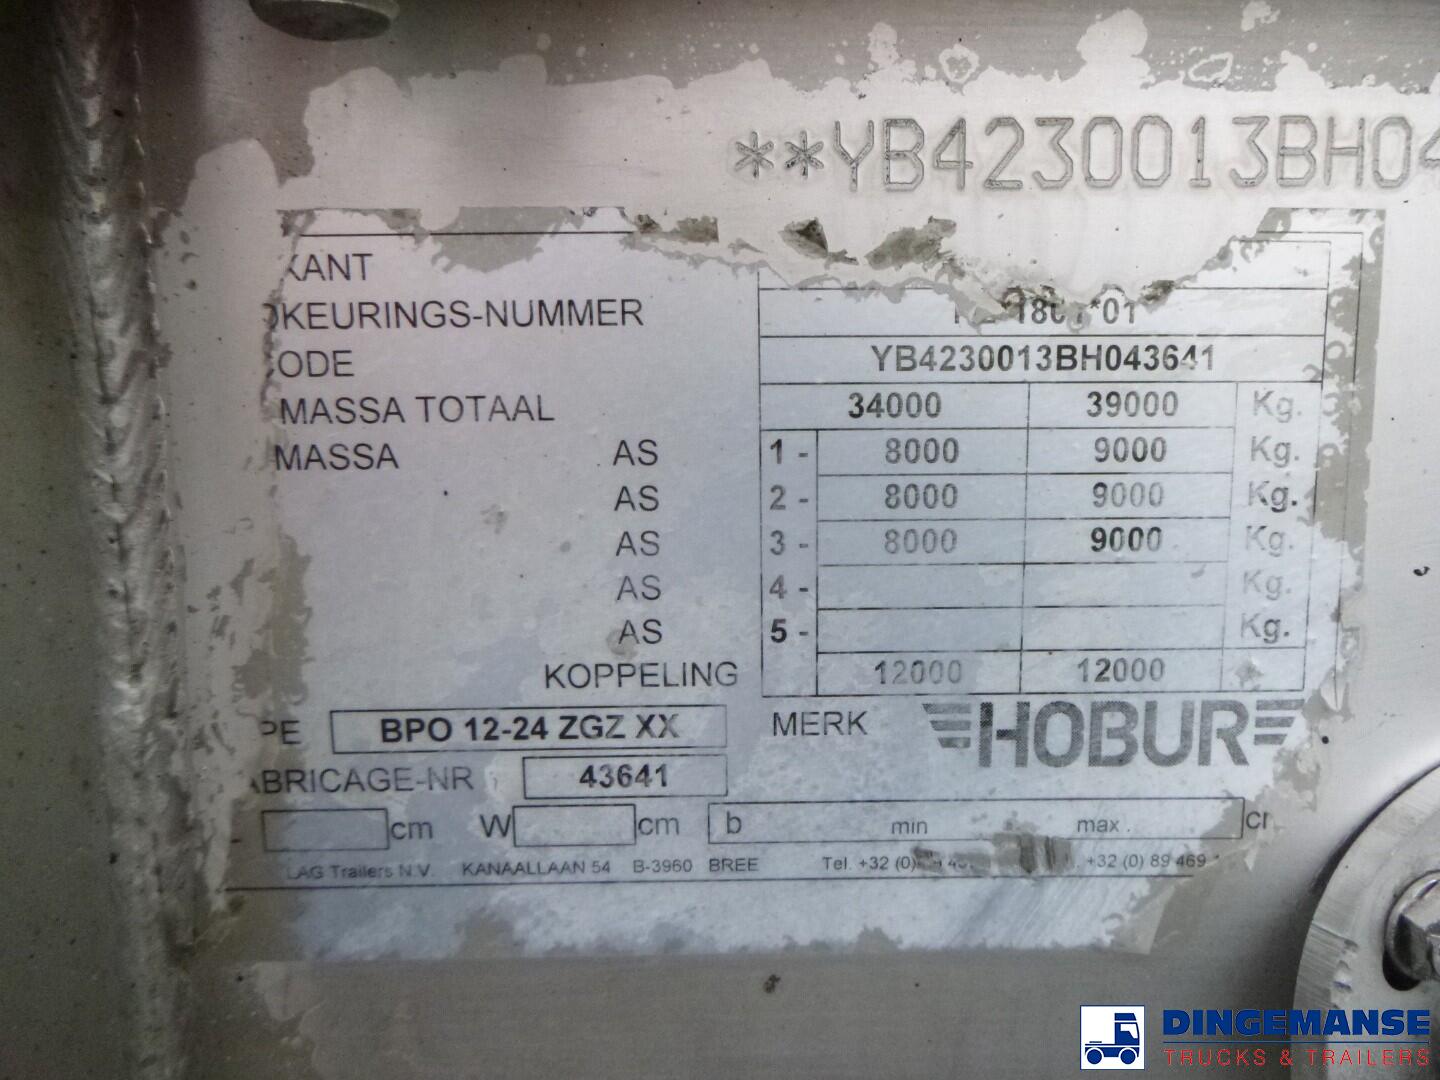 **YB4230013BH04
KANT
KEURINGS-NUMMER *01
ODE YB4230013BH043641
MASSA TOTAAL 34000 39000 Kg.
MASSA AS 1- 8000 9000 Kg.
AS 2- 8000 9000 Kg.
AS 3- 8000 9000 Kg.
AS 4- Kg.
AS 5- Kg.
KOPPELING 12000 12000
PE BPO 12-24 ZGZ XX MERK HOBUR
ABRICAGE-NR 43641
cm W cm b min max. c
LAG Trailers N.V. KANAALLAAN 54 B-3960 BREE Tel. +32 (0) +32 (0) 89 469
DINGEMANSE
TRUCKS & TRAILERS